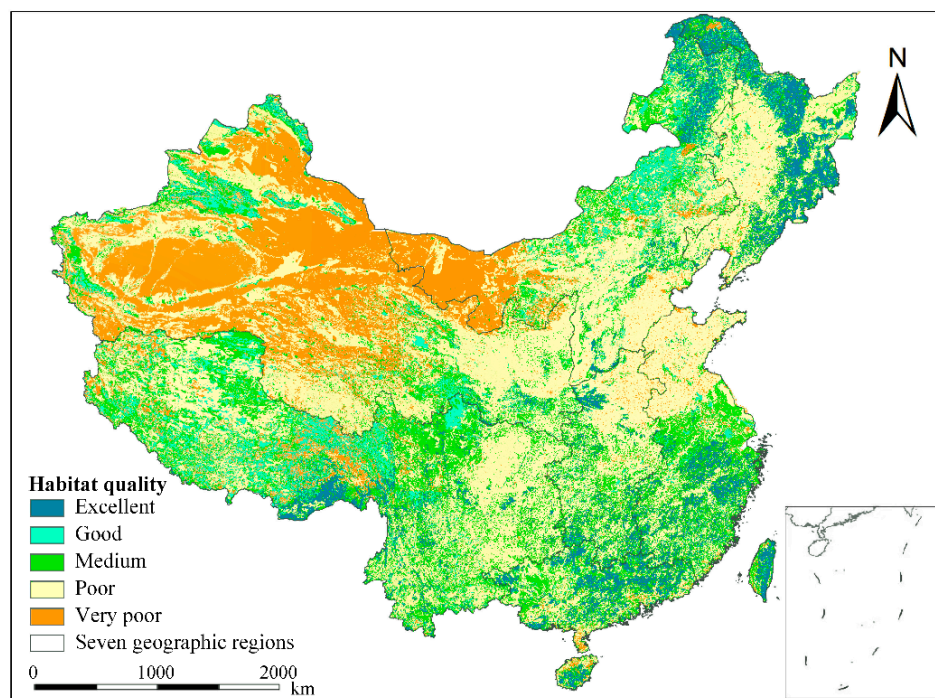 N
Habitat quality
Excellent
Good
Medium
Poor
Very poor
Seven geographic regions
0 1000 2000
km